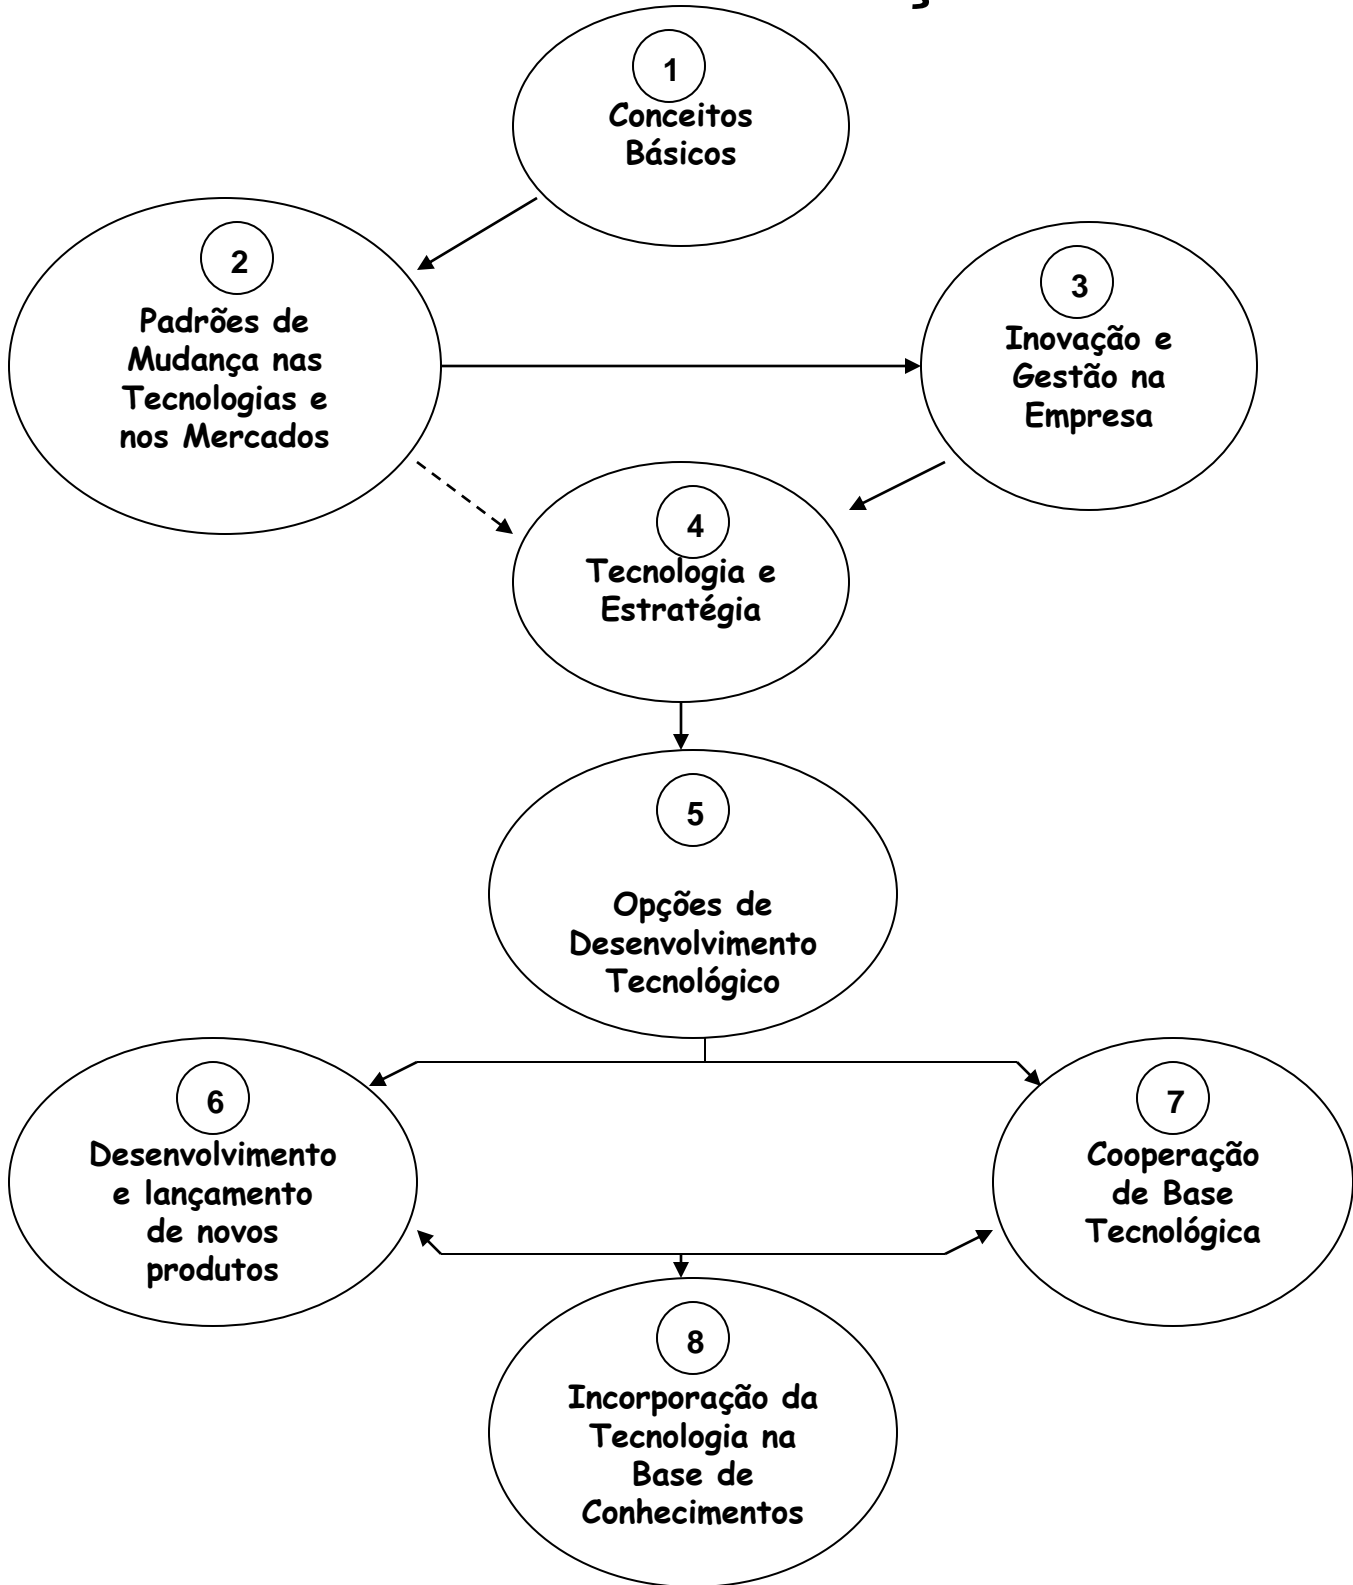 1
Conceitos
Básicos
2
Padrões de
Mudança nas
Tecnologias e
nos Mercados
3
Inovação e
Gestão na
Empresa
4
Tecnologia e
Estratégia
5
Opções de
Desenvolvimento
Tecnológico
6
Desenvolvimento
e lançamento
de novos
produtos
7
Cooperação
de Base
Tecnológica
8
Incorporação da
Tecnologia na
Base de
Conhecimentos